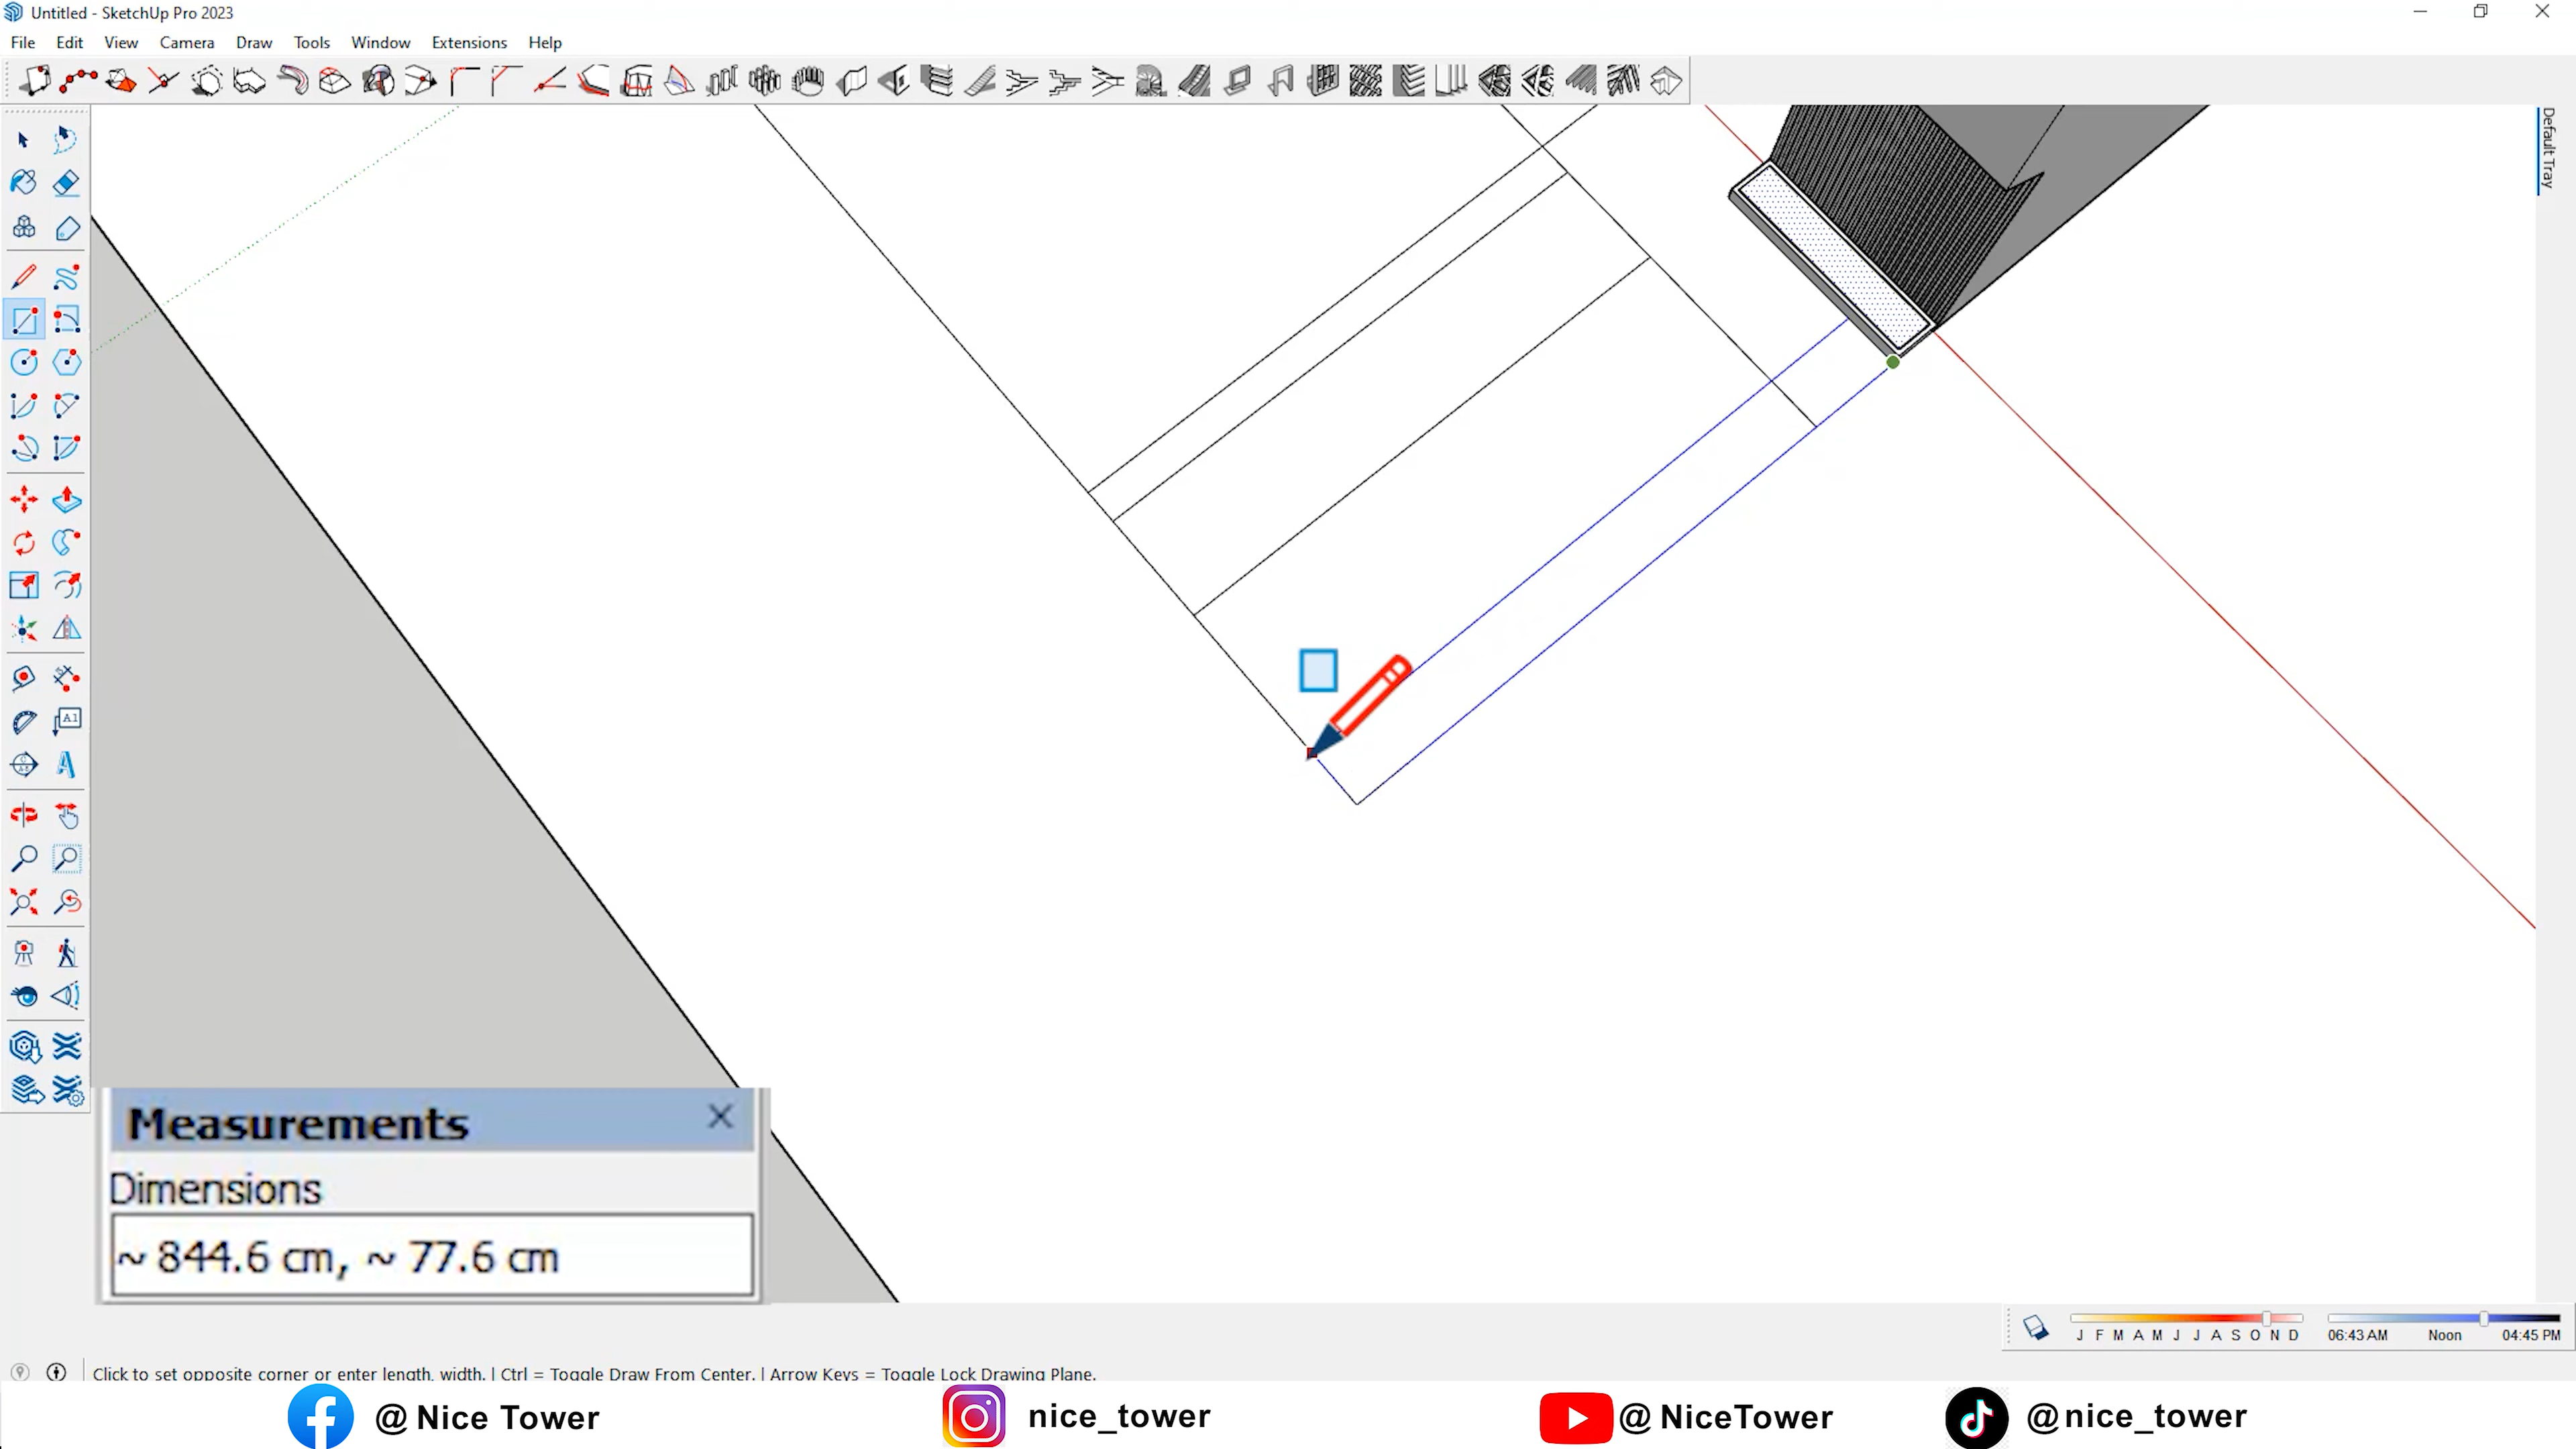 Untitled - SketchUp Pro 2023
File Edit View Camera Draw Tools Window Extensions Help
Default Tray
A1
A
Measurements
Dimensions
~ 844.6 cm, ~ 77.6 cm
J F M A M J J A S O N D
06:43 AM Noon 04:45 PM
Click to set opposite corner or enter length, width. | Ctrl = Toggle Draw From Center. | Arrow Keys = Toggle Lock Drawing Plane.
@ Nice Tower nice_tower @ NiceTower @nice_tower